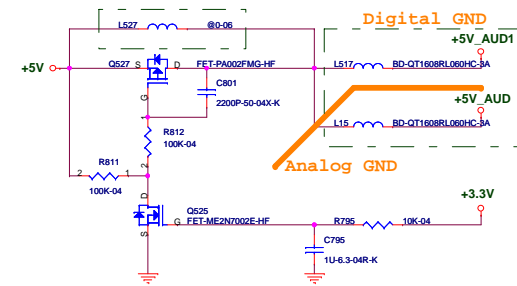 Digital GND
L527 @0-06
+5V_AUD1
+5V
Q527 S D FET-PA002FMG-HF
L517 BD-QT1608RL060HC-3A
G
C801
2200P-50-04X-K
+5V_AUD
R812
100K-04
L15 BD-QT1608RL060HC-3A
2
R811
Analog GND
2 1
100K-04
D
+3.3V
Q525
G FET-ME2N7002E-HF
R795 10K-04
S
C795
1U-6.3-04R-K